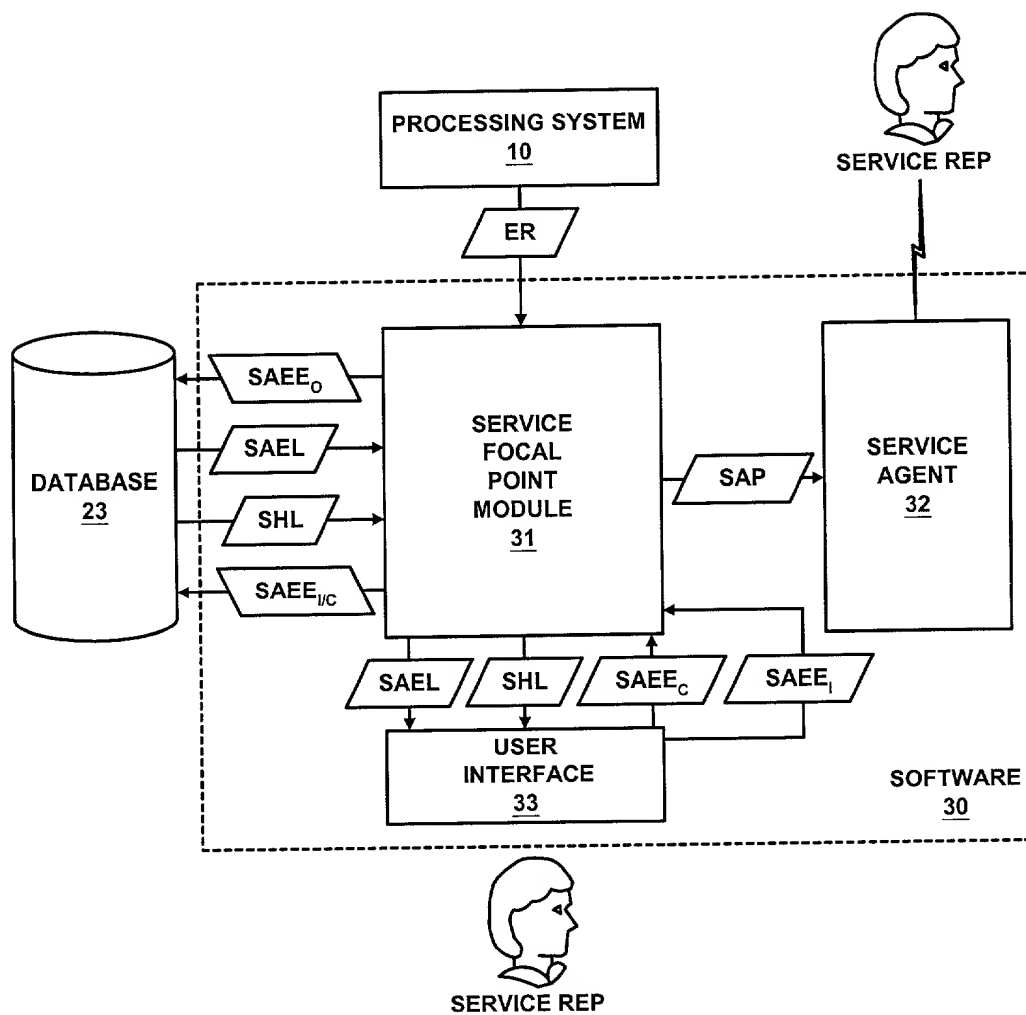 PROCESSING SYSTEM
10
SERVICE REP
ER
SAEE_O
SAEL
SHL
SAEE_I/C
DATABASE
23
SERVICE
FOCAL
POINT
MODULE
31
SAP
SERVICE
AGENT
32
SAEL
SHL
SAEE_C
SAEE_I
USER
INTERFACE
33
SOFTWARE
30
SERVICE REP